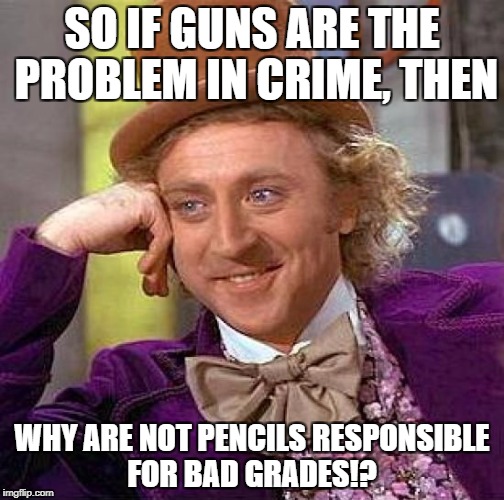 SO IF GUNS ARE THE
PROBLEM IN CRIME, THEN
WHY ARE NOT PENCILS RESPONSIBLE
FOR BAD GRADES!?
imgflip.com